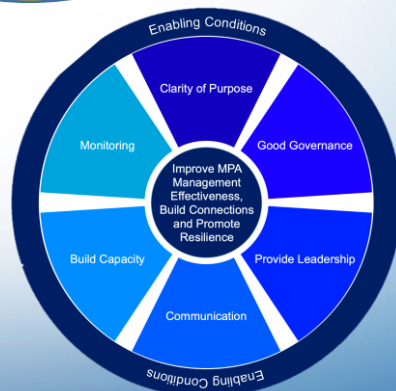 Enabling Conditions
Clarity of Purpose
Monitoring
Good Governance
Improve MPA
Management
Effectiveness,
Build Connections
and Promote
Resilience
Build Capacity
Provide Leadership
Communication
Enabling Conditions